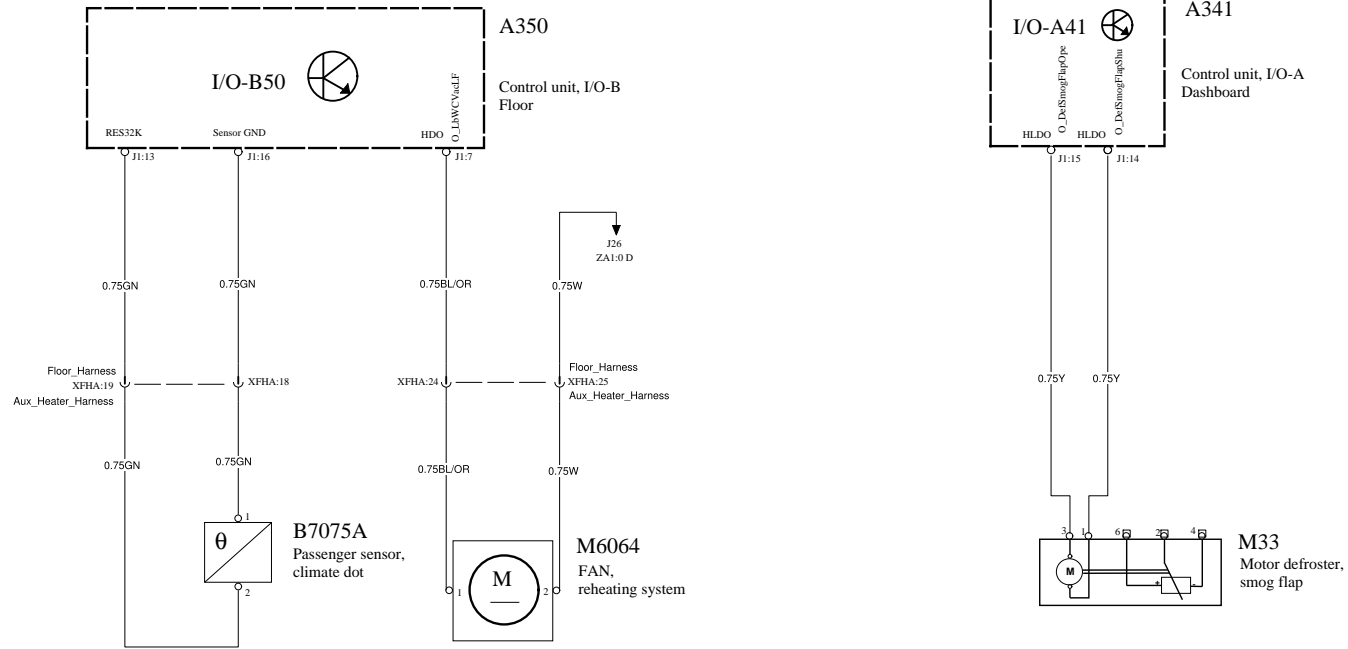 A350
I/O-B50
Control unit, I/O-B
Floor
O_LbWCVacLF
RES32K
Sensor GND
HDO
J1:13
J1:16
J1:7
J26
ZA1:0 D
0.75GN
0.75GN
0.75BL/OR
0.75W
Floor_Harness
XFHA:19
Aux_Heater_Harness
XFHA:18
XFHA:24
Floor_Harness
XFHA:25
Aux_Heater_Harness
0.75GN
0.75GN
0.75BL/OR
0.75W
1
θ
2
B7075A
Passenger sensor,
climate dot
M
1
2
M6064
FAN,
reheating system
A341
I/O-A41
Control unit, I/O-A
Dashboard
O_DefSmogFlapOpe
O_DefSmogFlapShu
HLDO
HLDO
J1:15
J1:14
0.75Y
0.75Y
3
1
6
2
4
M
+
-
M33
Motor defroster,
smog flap